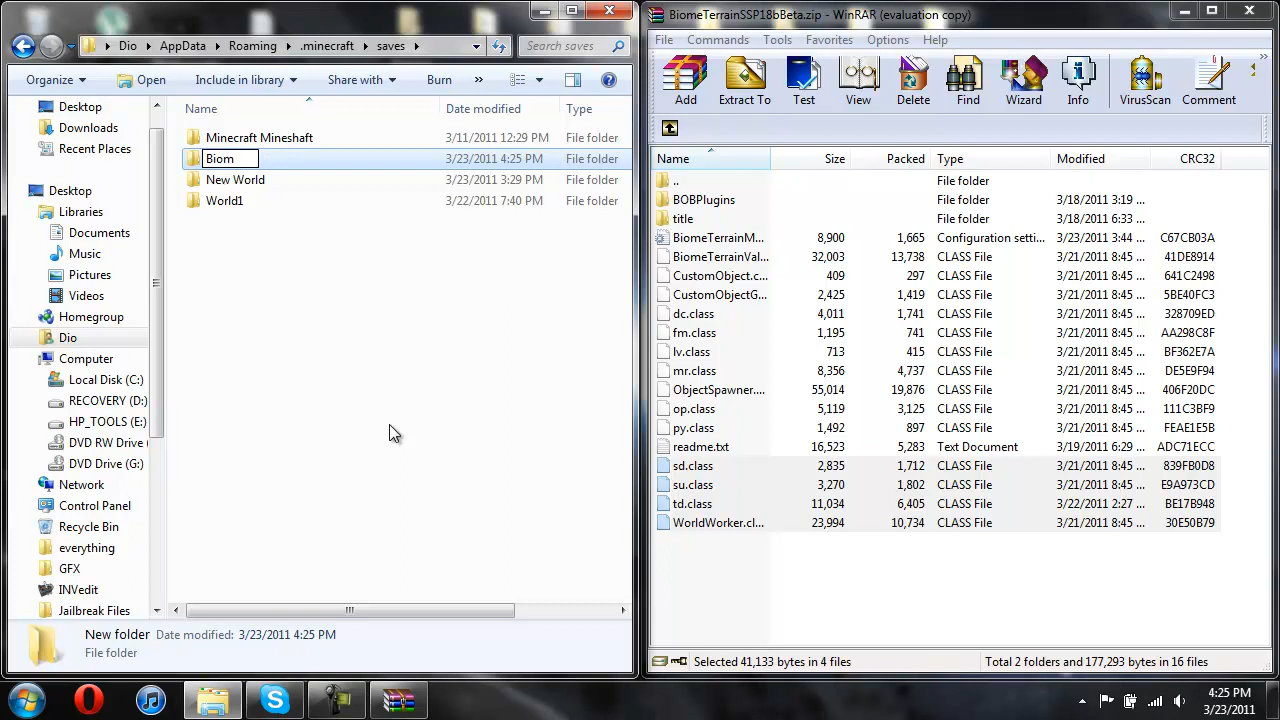 Dio AppData Roaming .minecraft saves Search saves
Organize Open Include in library Share with Burn »
Desktop
Downloads
Recent Places
Desktop
Libraries
Documents
Music
Pictures
Videos
Homegroup
Dio
Computer
Local Disk (C:)
RECOVERY (D:)
HP_TOOLS (E:)
DVD RW Drive
DVD Drive (G:)
Network
Control Panel
Recycle Bin
everything
GFX
INVedit
Jailbreak Files
Name Date modified Type
Minecraft Mineshaft 3/11/2011 12:29 PM File folder
Biom 3/23/2011 4:25 PM File folder
New World 3/23/2011 3:29 PM File folder
World1 3/22/2011 7:40 PM File folder
New folder Date modified: 3/23/2011 4:25 PM
File folder
BiomeTerrainSSP18bBeta.zip - WinRAR (evaluation copy)
File Commands Tools Favorites Options Help
Add Extract To Test View Delete Find Wizard Info VirusScan Comment
Name Size Packed Type Modified CRC32
.. File folder
BOBPlugins File folder 3/18/2011 3:19 ...
title File folder 3/18/2011 6:33 ...
BiomeTerrainM... 8,900 1,665 Configuration setti... 3/23/2011 3:44 ... C67CB03A
BiomeTerrainVal... 32,003 13,738 CLASS File 3/21/2011 8:45 ... 41DE8914
CustomObject.c... 409 297 CLASS File 3/21/2011 8:45 ... 641C2498
CustomObjectG... 2,425 1,419 CLASS File 3/21/2011 8:45 ... 5BE40FC3
dc.class 4,011 1,741 CLASS File 3/21/2011 8:45 ... 328709ED
fm.class 1,195 741 CLASS File 3/21/2011 8:45 ... AA298C8F
lv.class 713 415 CLASS File 3/21/2011 8:45 ... BF362E7A
mr.class 8,356 4,737 CLASS File 3/21/2011 8:45 ... DE5E9F94
ObjectSpawner.... 55,014 19,876 CLASS File 3/21/2011 8:45 ... 406F20DC
op.class 5,119 3,125 CLASS File 3/21/2011 8:45 ... 111C3BF9
py.class 1,492 897 CLASS File 3/21/2011 8:45 ... FEAE1E5B
readme.txt 16,523 5,283 Text Document 3/19/2011 6:29 ... ADC71ECC
sd.class 2,835 1,712 CLASS File 3/21/2011 8:45 ... 839FB0D8
su.class 3,270 1,802 CLASS File 3/21/2011 8:45 ... E9A973CD
td.class 11,034 6,405 CLASS File 3/22/2011 2:27 ... BE17B948
WorldWorker.cl... 23,994 10,734 CLASS File 3/21/2011 8:45 ... 30E50B79
Selected 41,133 bytes in 4 files Total 2 folders and 177,293 bytes in 16 files
4:25 PM
3/23/2011